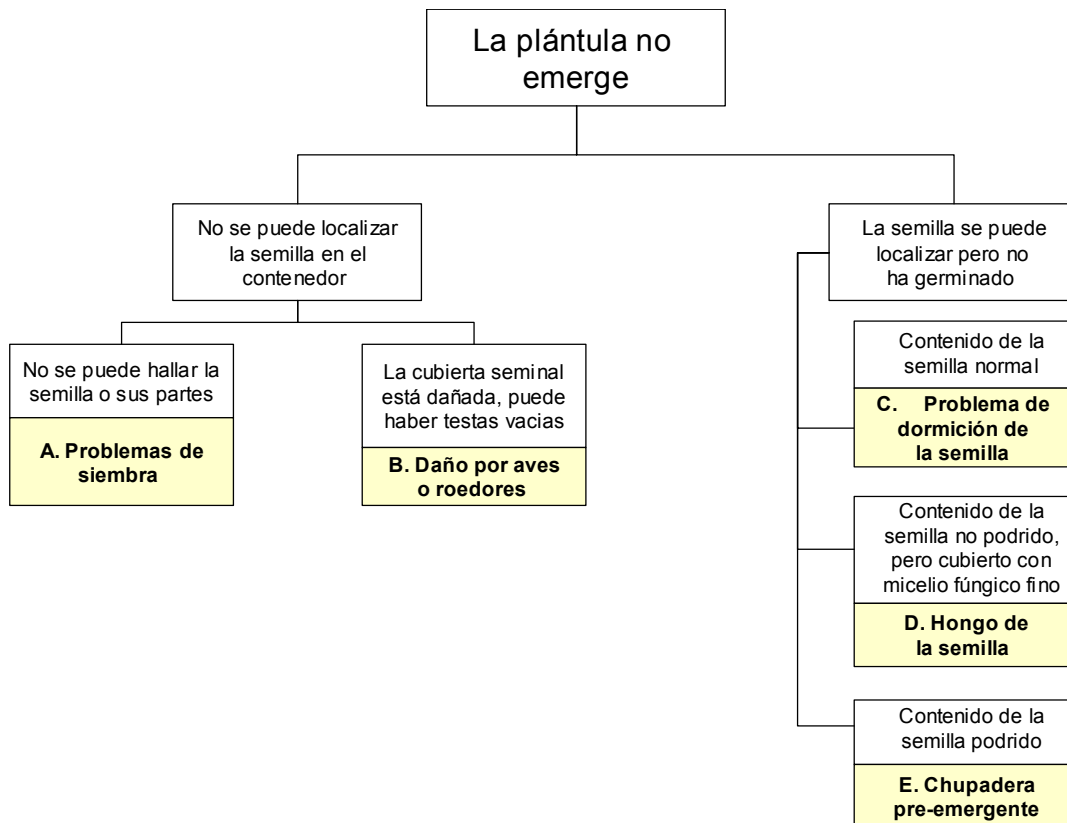 La plántula no
emerge
No se puede localizar
la semilla en el
contenedor
No se puede hallar la
semilla o sus partes
A. Problemas de
siembra
La cubierta seminal
está dañada, puede
haber testas vacias
B. Daño por aves
o roedores
La semilla se puede
localizar pero no
ha germinado
Contenido de la
semilla normal
C. Problema de
dormición de
la semilla
Contenido de la
semilla no podrido,
pero cubierto con
micelio fúngico fino
D. Hongo de
la semilla
Contenido de la
semilla podrido
E. Chupadera
pre-emergente